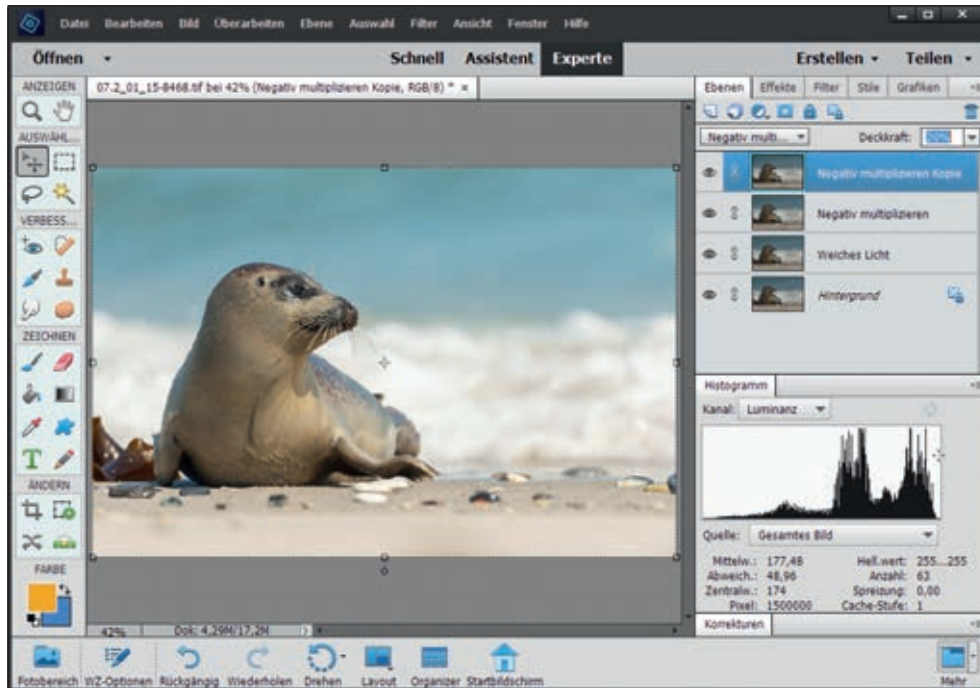 Datei Bearbeiten Bild Überarbeiten Ebene Auswahl Filter Ansicht Fenster Hilfe
Öffnen Schnell Assistent Experte Erstellen Teilen
ANZEIGEN
07.2_01_15-8468.tif bei 42% (Negativ multiplizieren Kopie, RGB/8) * ×
Ebenen Effekte Filter Stile Grafiken
AUSWÄHL...
Negativ multi... Deckkraft: 
Negativ multiplizieren Kopie
VERBESS...
Negativ multiplizieren
Weiches Licht
Hintergrund
ZEICHNEN
Histogramm
Kanal: Luminanz
T
ÄNDERN
Quelle: Gesamtes Bild
Mittelw.: 177,48 Hell.wert: 255...255
Abweich.: 48,96 Anzahl: 63
Zentralw.: 174 Spreizung: 0,00
Pixel: 1500000 Cache-Stufe: 1
FARBE
Korrekturen
42% Dok: 4,29M/17,2M
Fotobereich WZ-Optionen Rückgängig Wiederholen Drehen Layout Organizer Startbildschirm Mehr